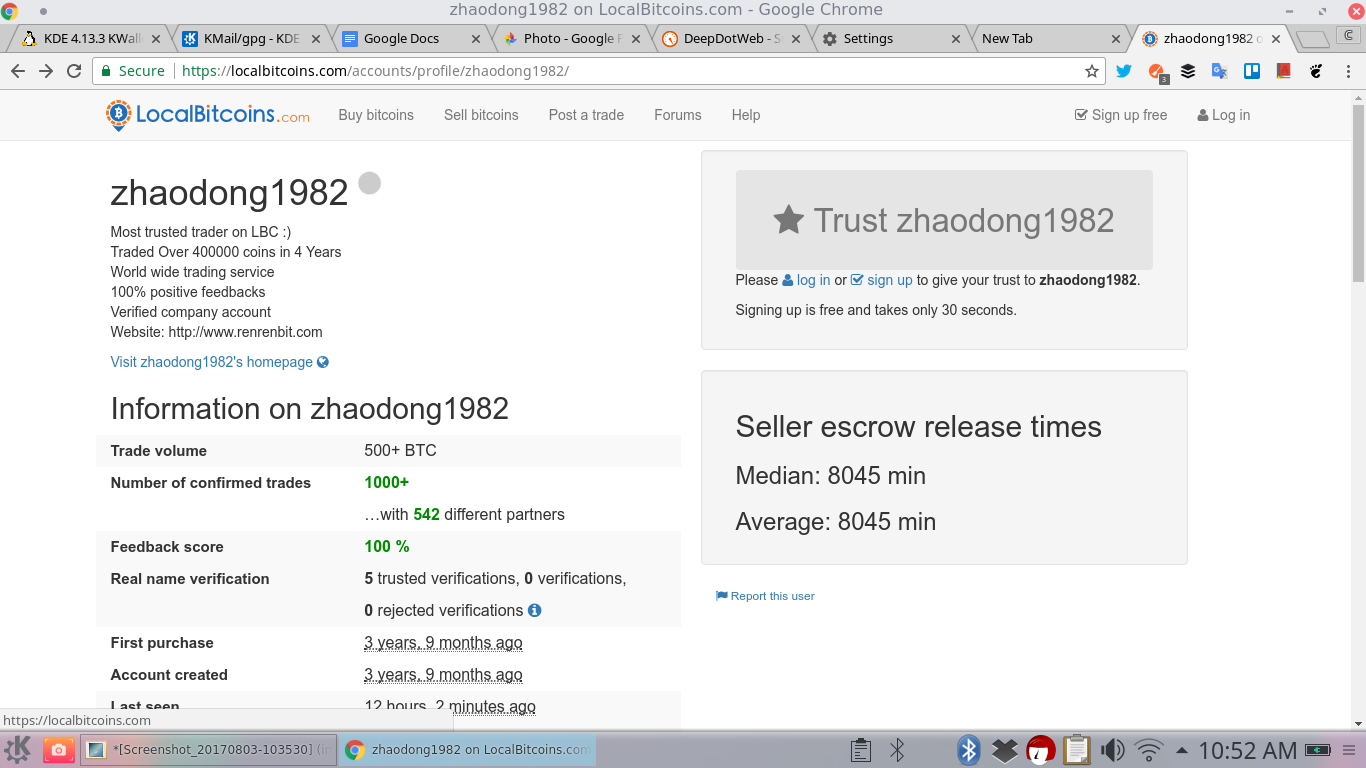 zhaodong1982 on LocalBitcoins.com - Google Chrome
KDE 4.13.3 KWall
KMail/gpg - KDE
Google Docs
Photo - Google P
DeepDotWeb - S
Settings
New Tab
zhaodong1982 o
C
Secure
https://localbitcoins.com/accounts/profile/zhaodong1982/
3
LocalBitcoins.com
Buy bitcoins
Sell bitcoins
Post a trade
Forums
Help
Sign up free
Log in
zhaodong1982
Most trusted trader on LBC :)
Traded Over 400000 coins in 4 Years
World wide trading service
100% positive feedbacks
Verified company account
Website: http://www.renrenbit.com
Visit zhaodong1982's homepage
Information on zhaodong1982
Trade volume 500+ BTC
Number of confirmed trades 1000+
…with 542 different partners
Feedback score 100 %
Real name verification 5 trusted verifications, 0 verifications,
0 rejected verifications
First purchase 3 years, 9 months ago
Account created 3 years, 9 months ago
Last seen 12 hours, 2 minutes ago
Trust zhaodong1982
Please log in or sign up to give your trust to zhaodong1982.
Signing up is free and takes only 30 seconds.
Seller escrow release times
Median: 8045 min
Average: 8045 min
Report this user
https://localbitcoins.com
*[Screenshot_20170803-103530] (im
zhaodong1982 on LocalBitcoins.com
10:52 AM